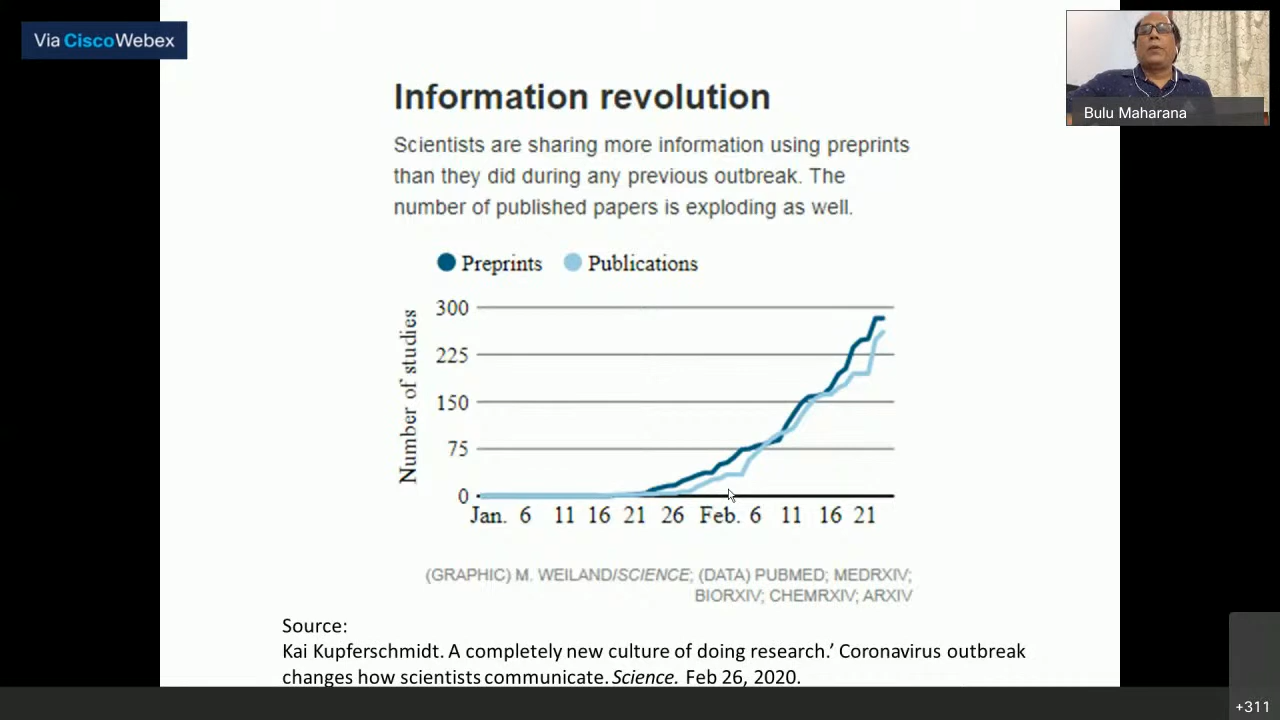 Via CiscoWebex
Bulu Maharana
Information revolution
Scientists are sharing more information using preprints
than they did during any previous outbreak. The
number of published papers is exploding as well.
Preprints Publications
Number of studies
300
225
150
75
0
Jan. 6 11 16 21 26 Feb. 6 11 16 21
(GRAPHIC) M. WEILAND/SCIENCE; (DATA) PUBMED; MEDRXIV;
BIORXIV; CHEMRXIV; ARXIV
Source:
Kai Kupferschmidt. A completely new culture of doing research.’ Coronavirus outbreak
changes how scientists communicate. Science. Feb 26, 2020.
+311